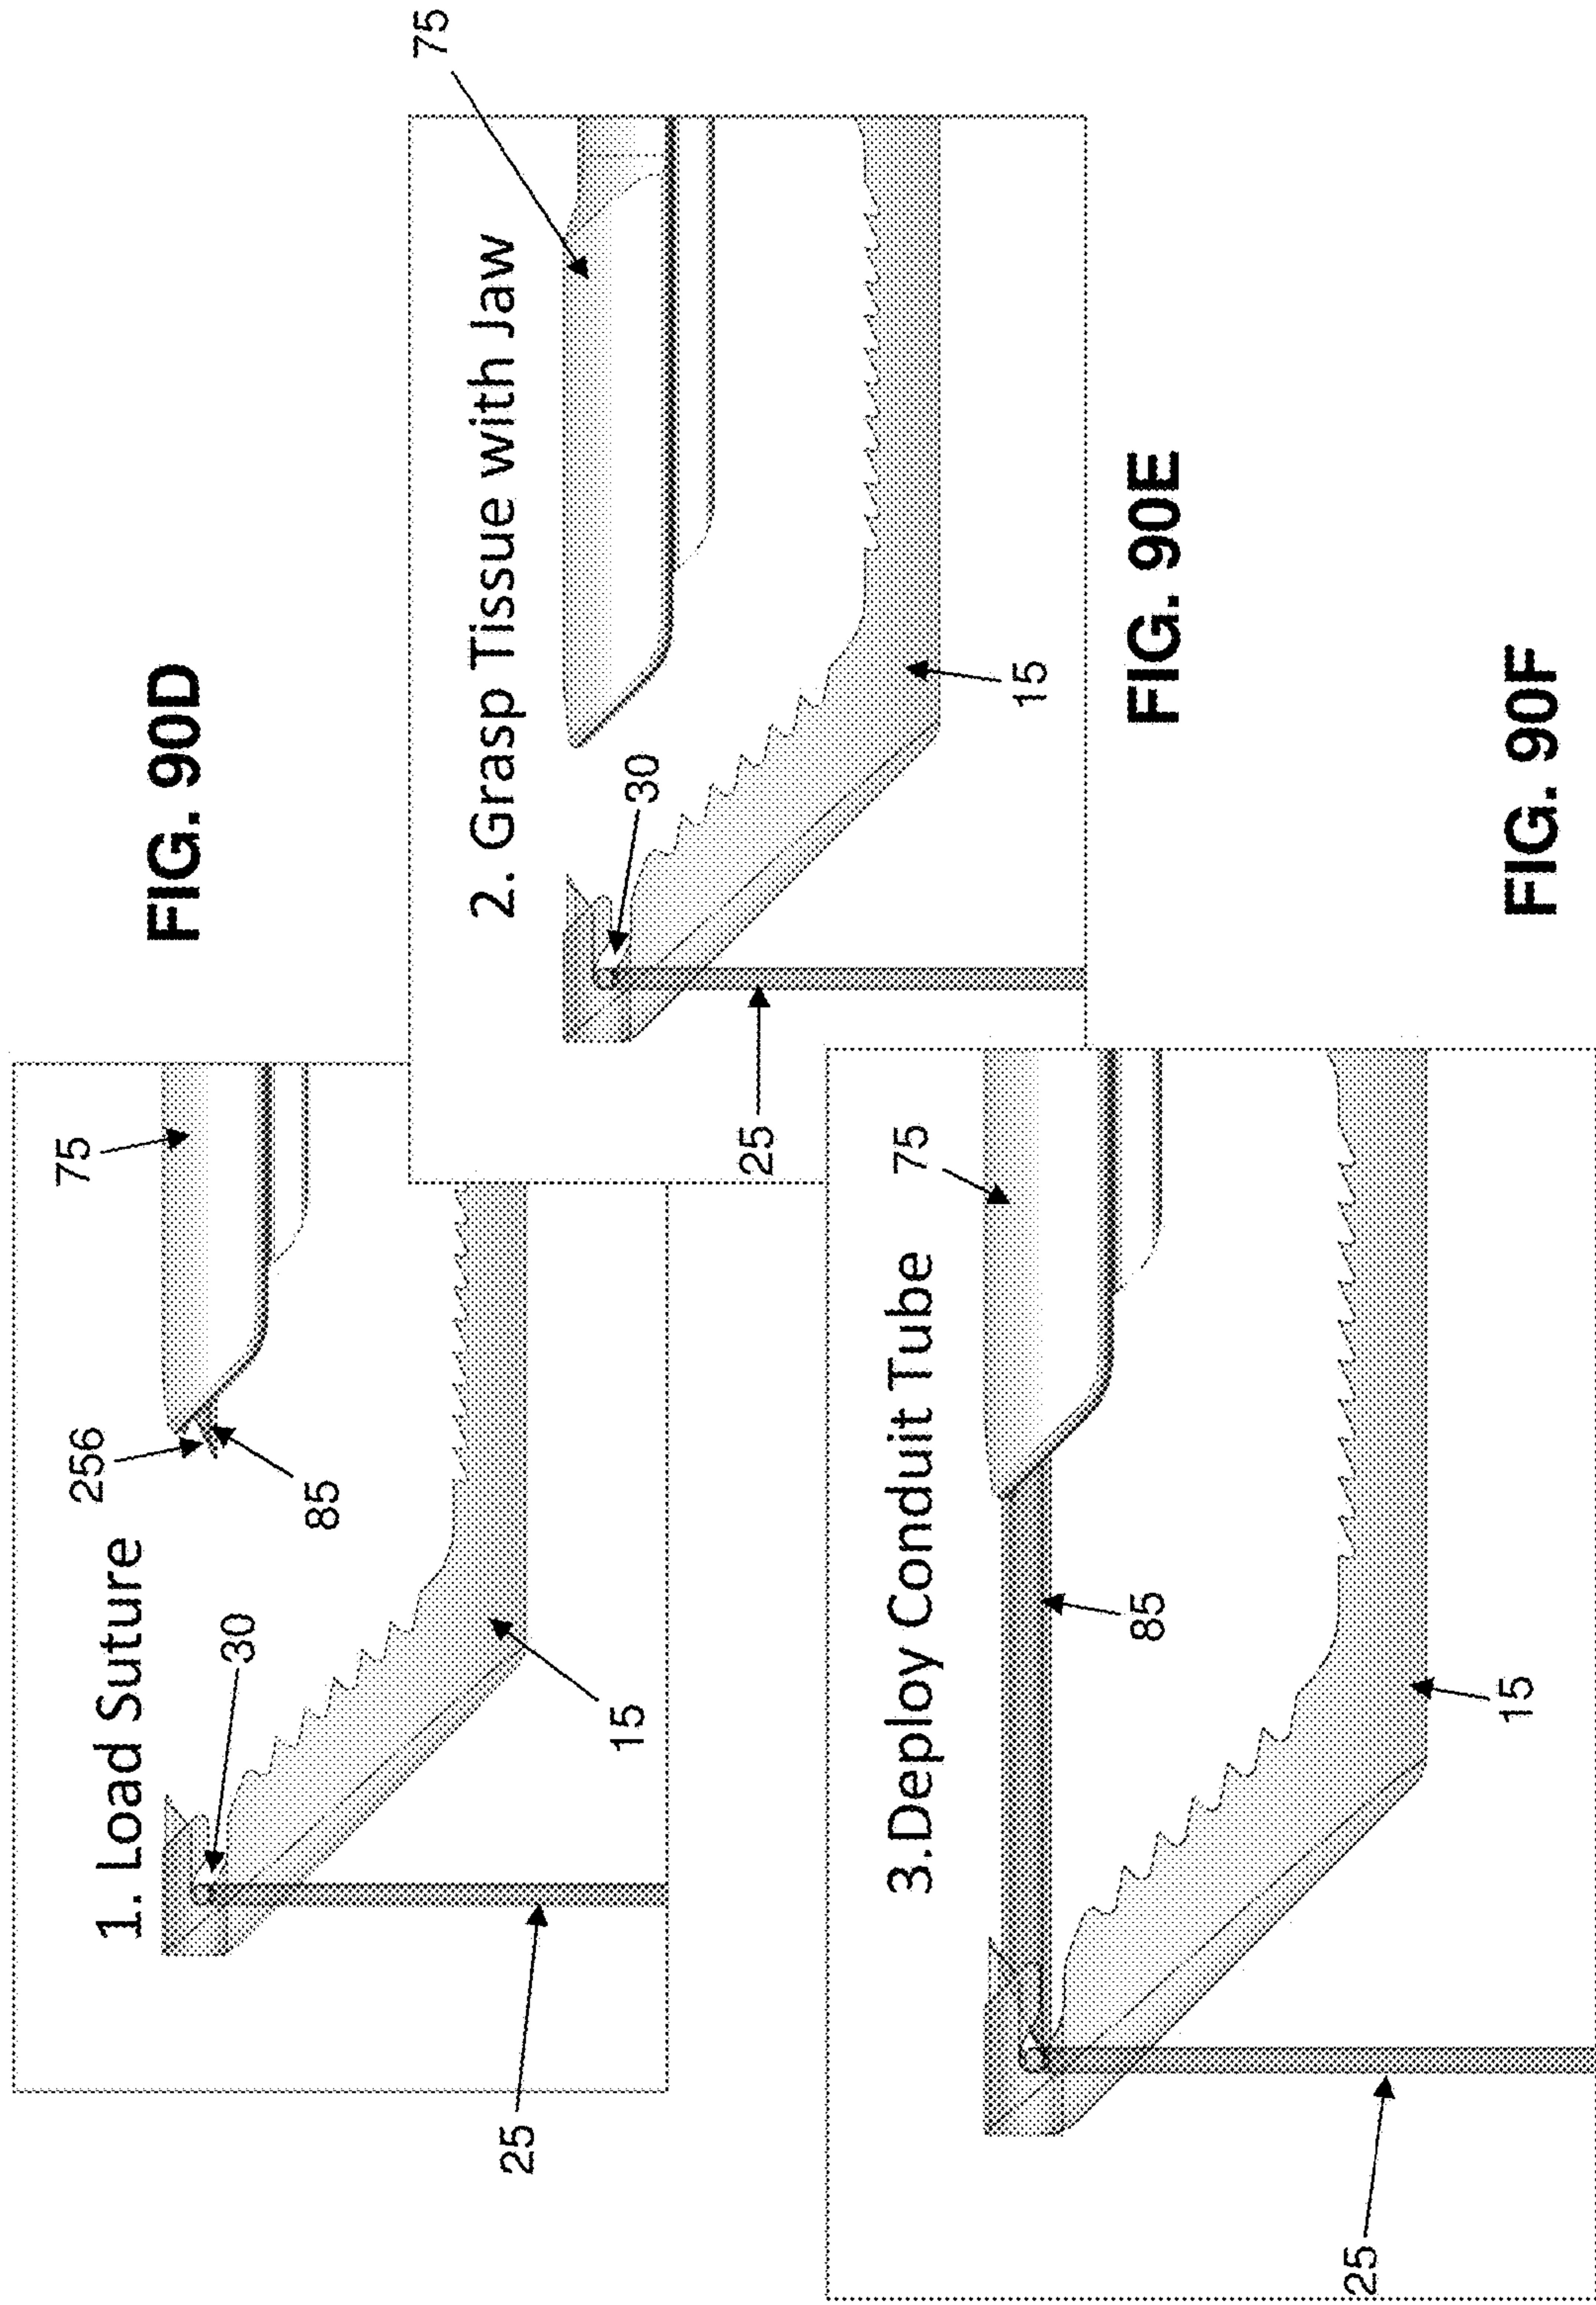 1. Load Suture
256
75
30
85
25
15
FIG. 90D
75
2. Grasp Tissue with Jaw
30
25
15
FIG. 90E
3.Deploy Conduit Tube
75
85
25
15
FIG. 90F